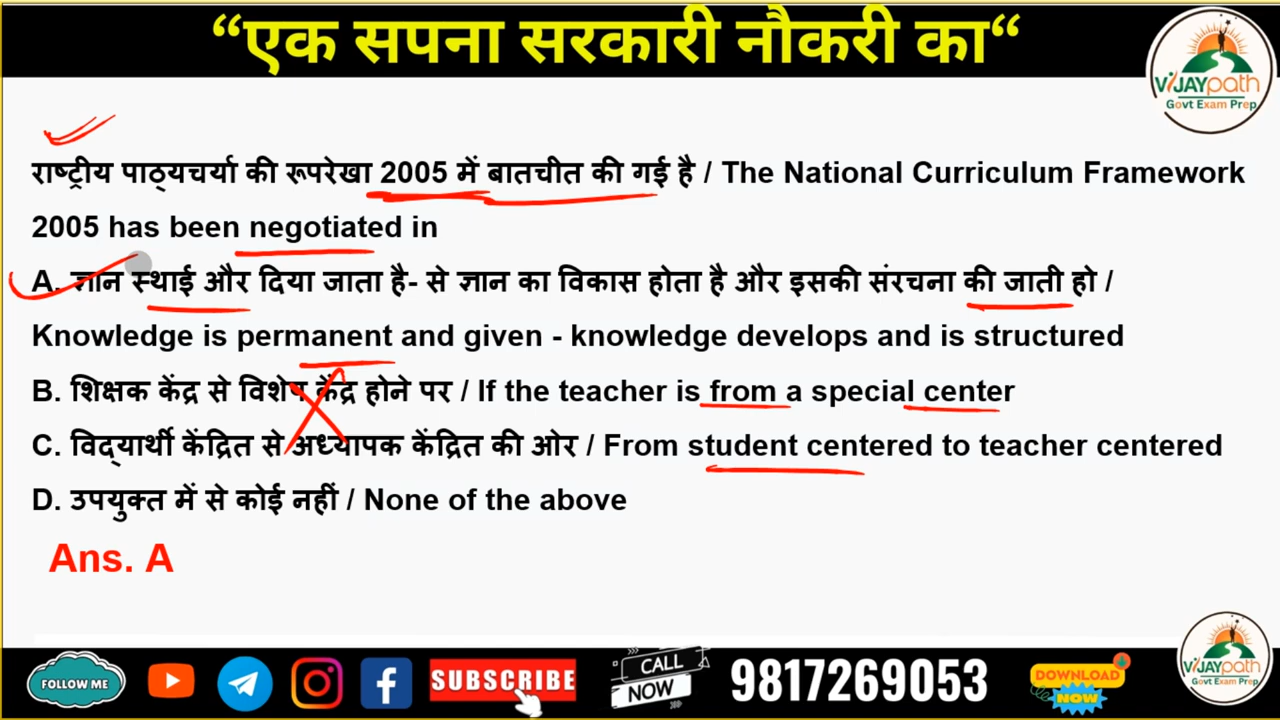 “एक सपना सरकारी नौकरी का“
VIJAYpath
Govt Exam Prep
राष्ट्रीय पाठ्यचर्या की रूपरेखा 2005 में बातचीत की गई है / The National Curriculum Framework
2005 has been negotiated in
A. ज्ञान स्थाई और दिया जाता है- से ज्ञान का विकास होता है और इसकी संरचना की जाती हो /
Knowledge is permanent and given - knowledge develops and is structured
B. शिक्षक केंद्र से विशेष केंद्र होने पर / If the teacher is from a special center
C. विद्यार्थी केंद्रित से अध्यापक केंद्रित की ओर / From student centered to teacher centered
D. उपयुक्त में से कोई नहीं / None of the above
Ans. A
FOLLOW ME
SUBSCRIBE
CALL NOW
9817269053
DOWNLOAD NOW
VIJAYpath
Govt Exam Prep